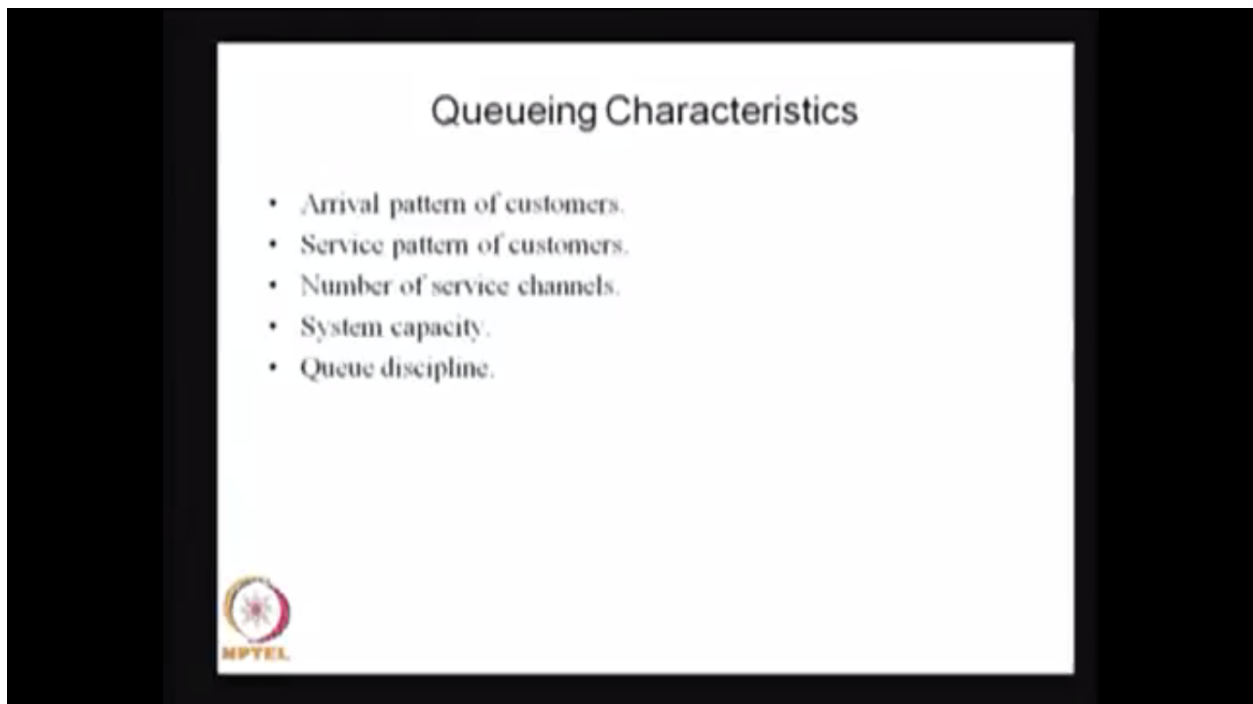 Queueing Characteristics
• Arrival pattern of customers.
• Service pattern of customers.
• Number of service channels.
• System capacity.
• Queue discipline.
NPTEL